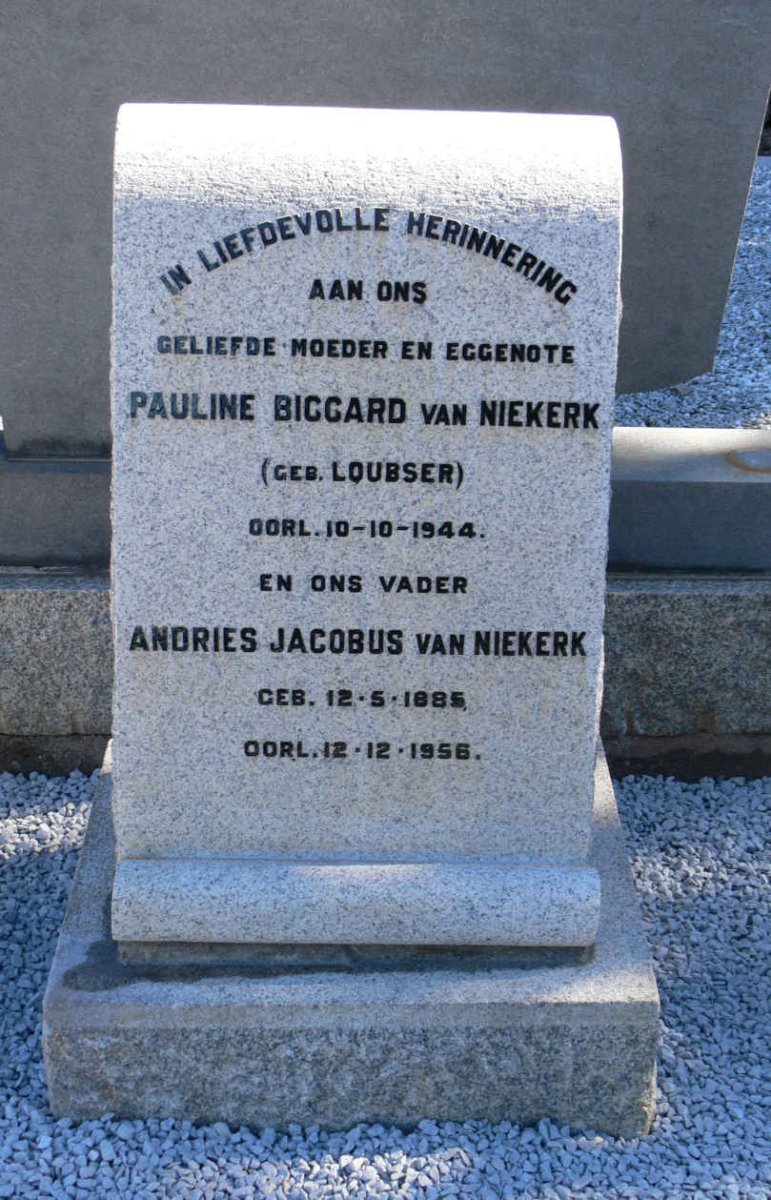 IN LIEFDEVOLLE HERINNERING
AAN ONS
GELIEFDE MOEDER EN EGGENOTE
PAULINE BIGGARD VAN NIEKERK
(GEB. LOUBSER)
OORL. 10-10-1944.
EN ONS VADER
ANDRIES JACOBUS VAN NIEKERK
GEB. 12·5·1885,
OORL. 12·12·1956.